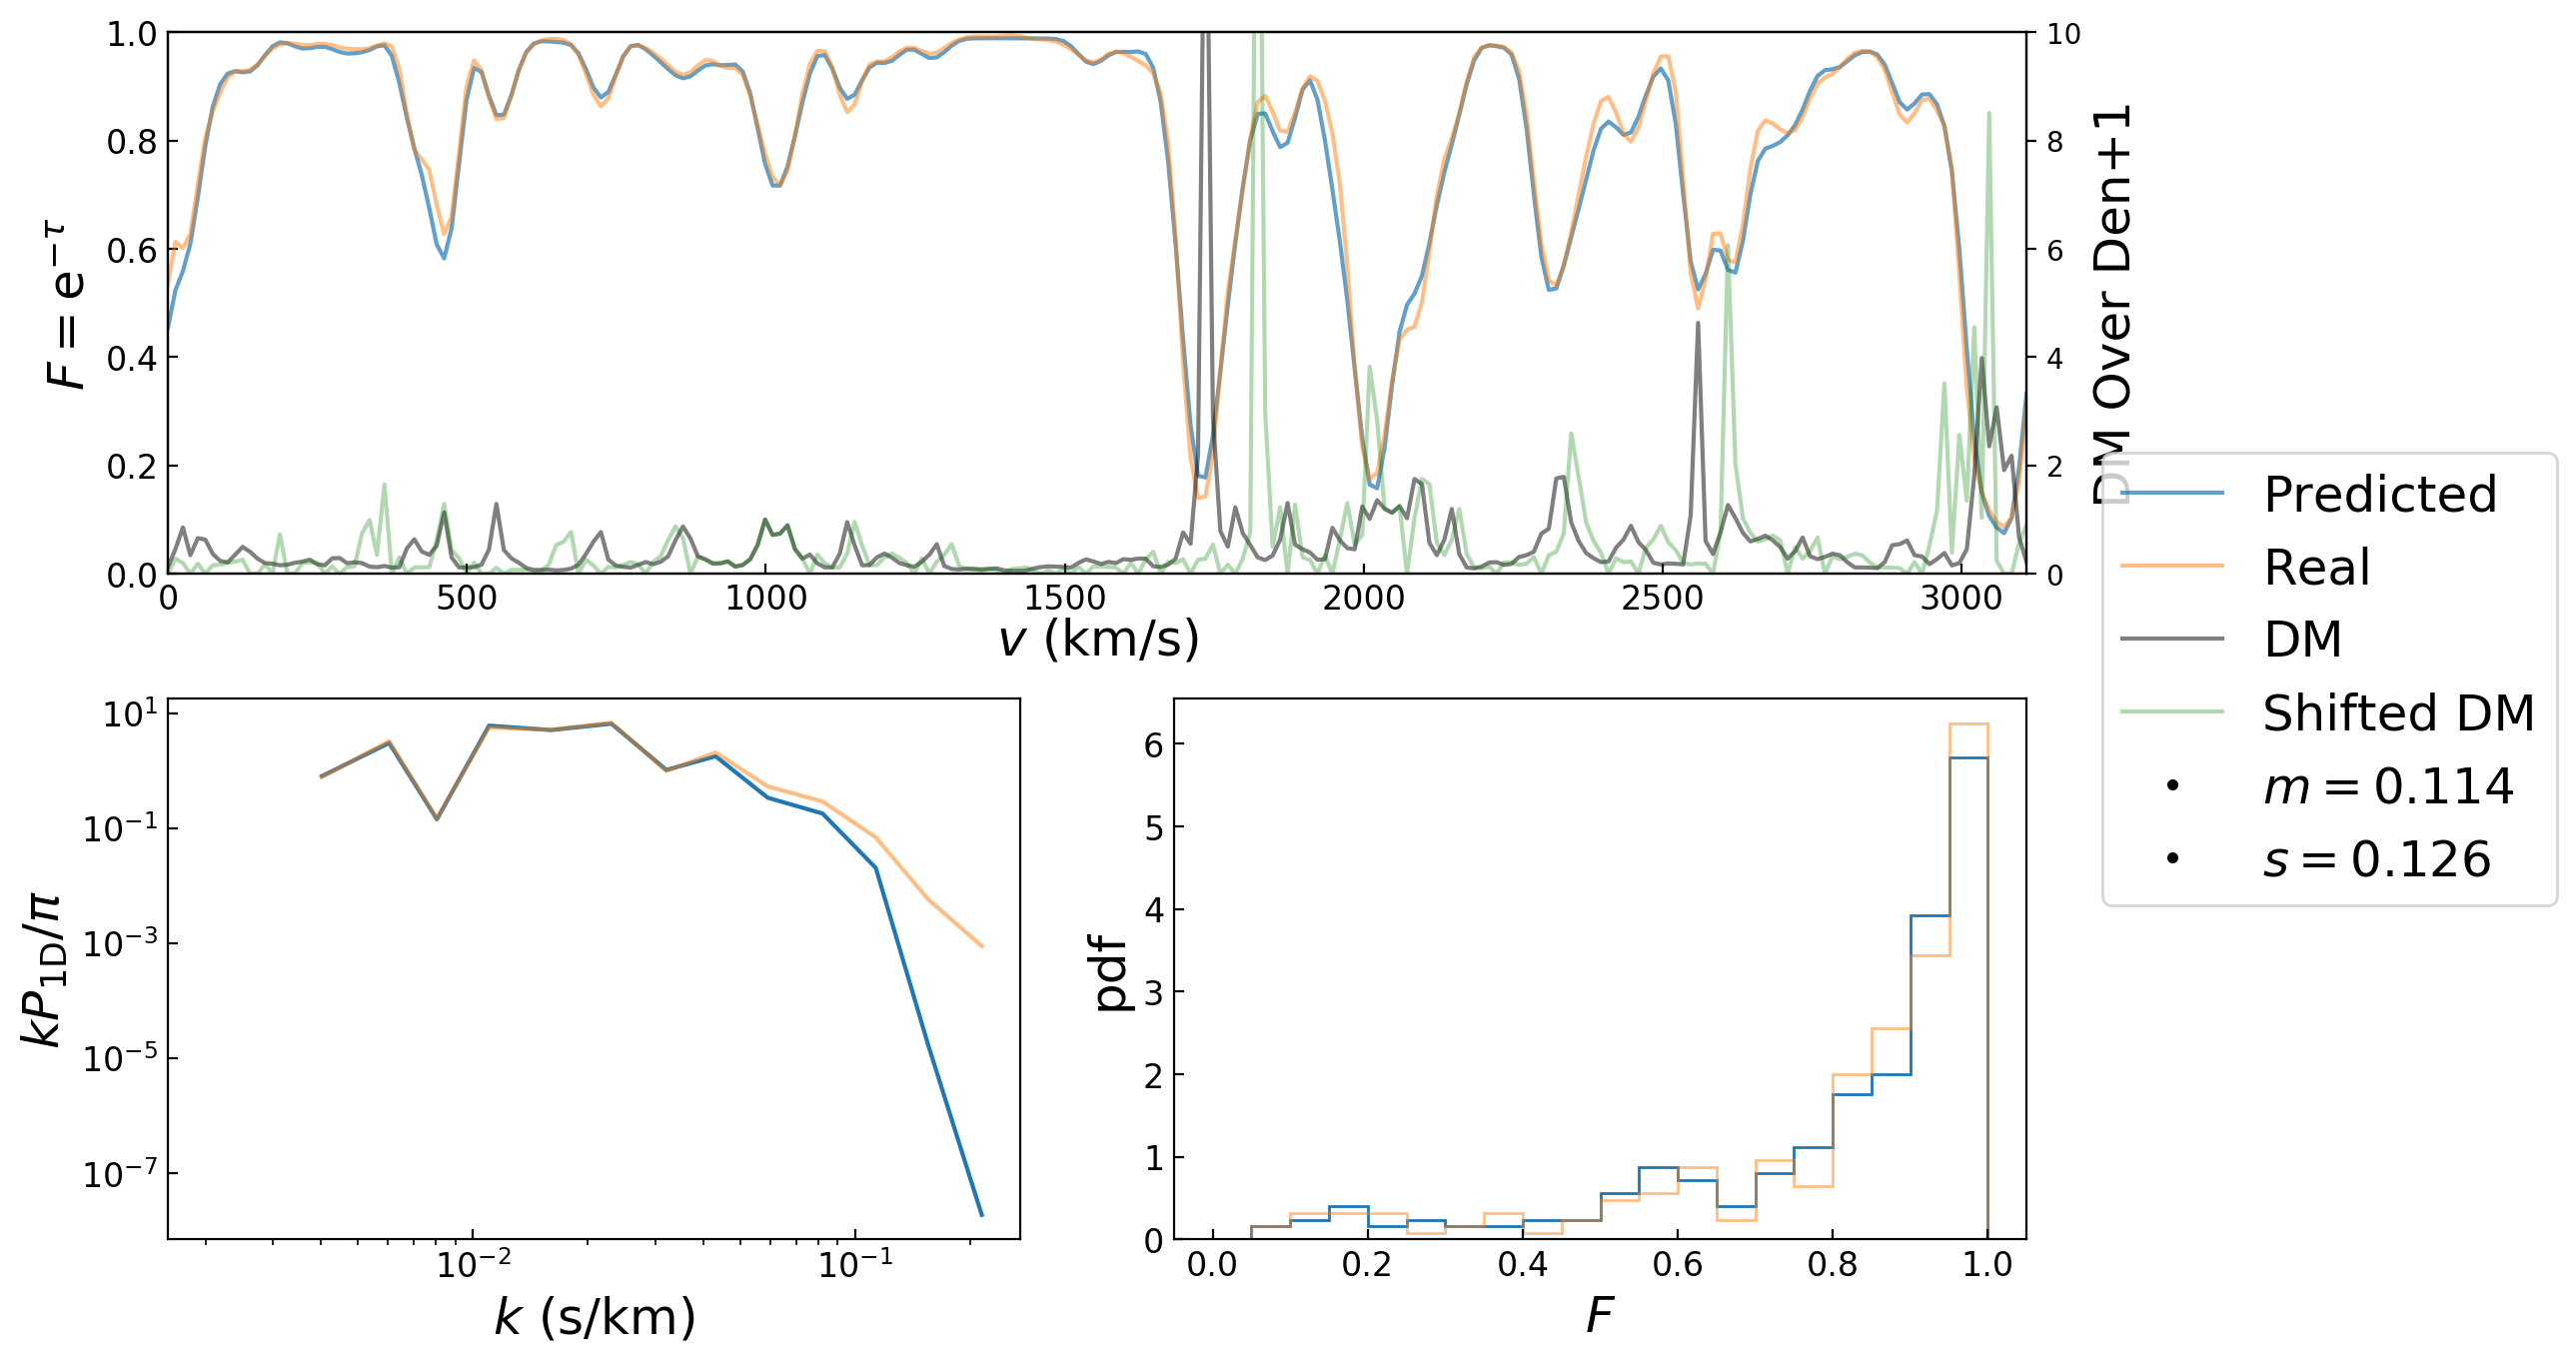 1.0
0.8
0.6
0.4
0.2
0.0
F = e^{-τ}
0 500 1000 1500 2000 2500 3000
v (km/s)
10
8
6
4
2
0
DM Over Den+1
Predicted
Real
DM
Shifted DM
m = 0.114
s = 0.126
10^1
10^{-1}
10^{-3}
10^{-5}
10^{-7}
kP_{1D}/π
10^{-2} 10^{-1}
k (s/km)
6
5
4
3
2
1
0
pdf
0.0 0.2 0.4 0.6 0.8 1.0
F